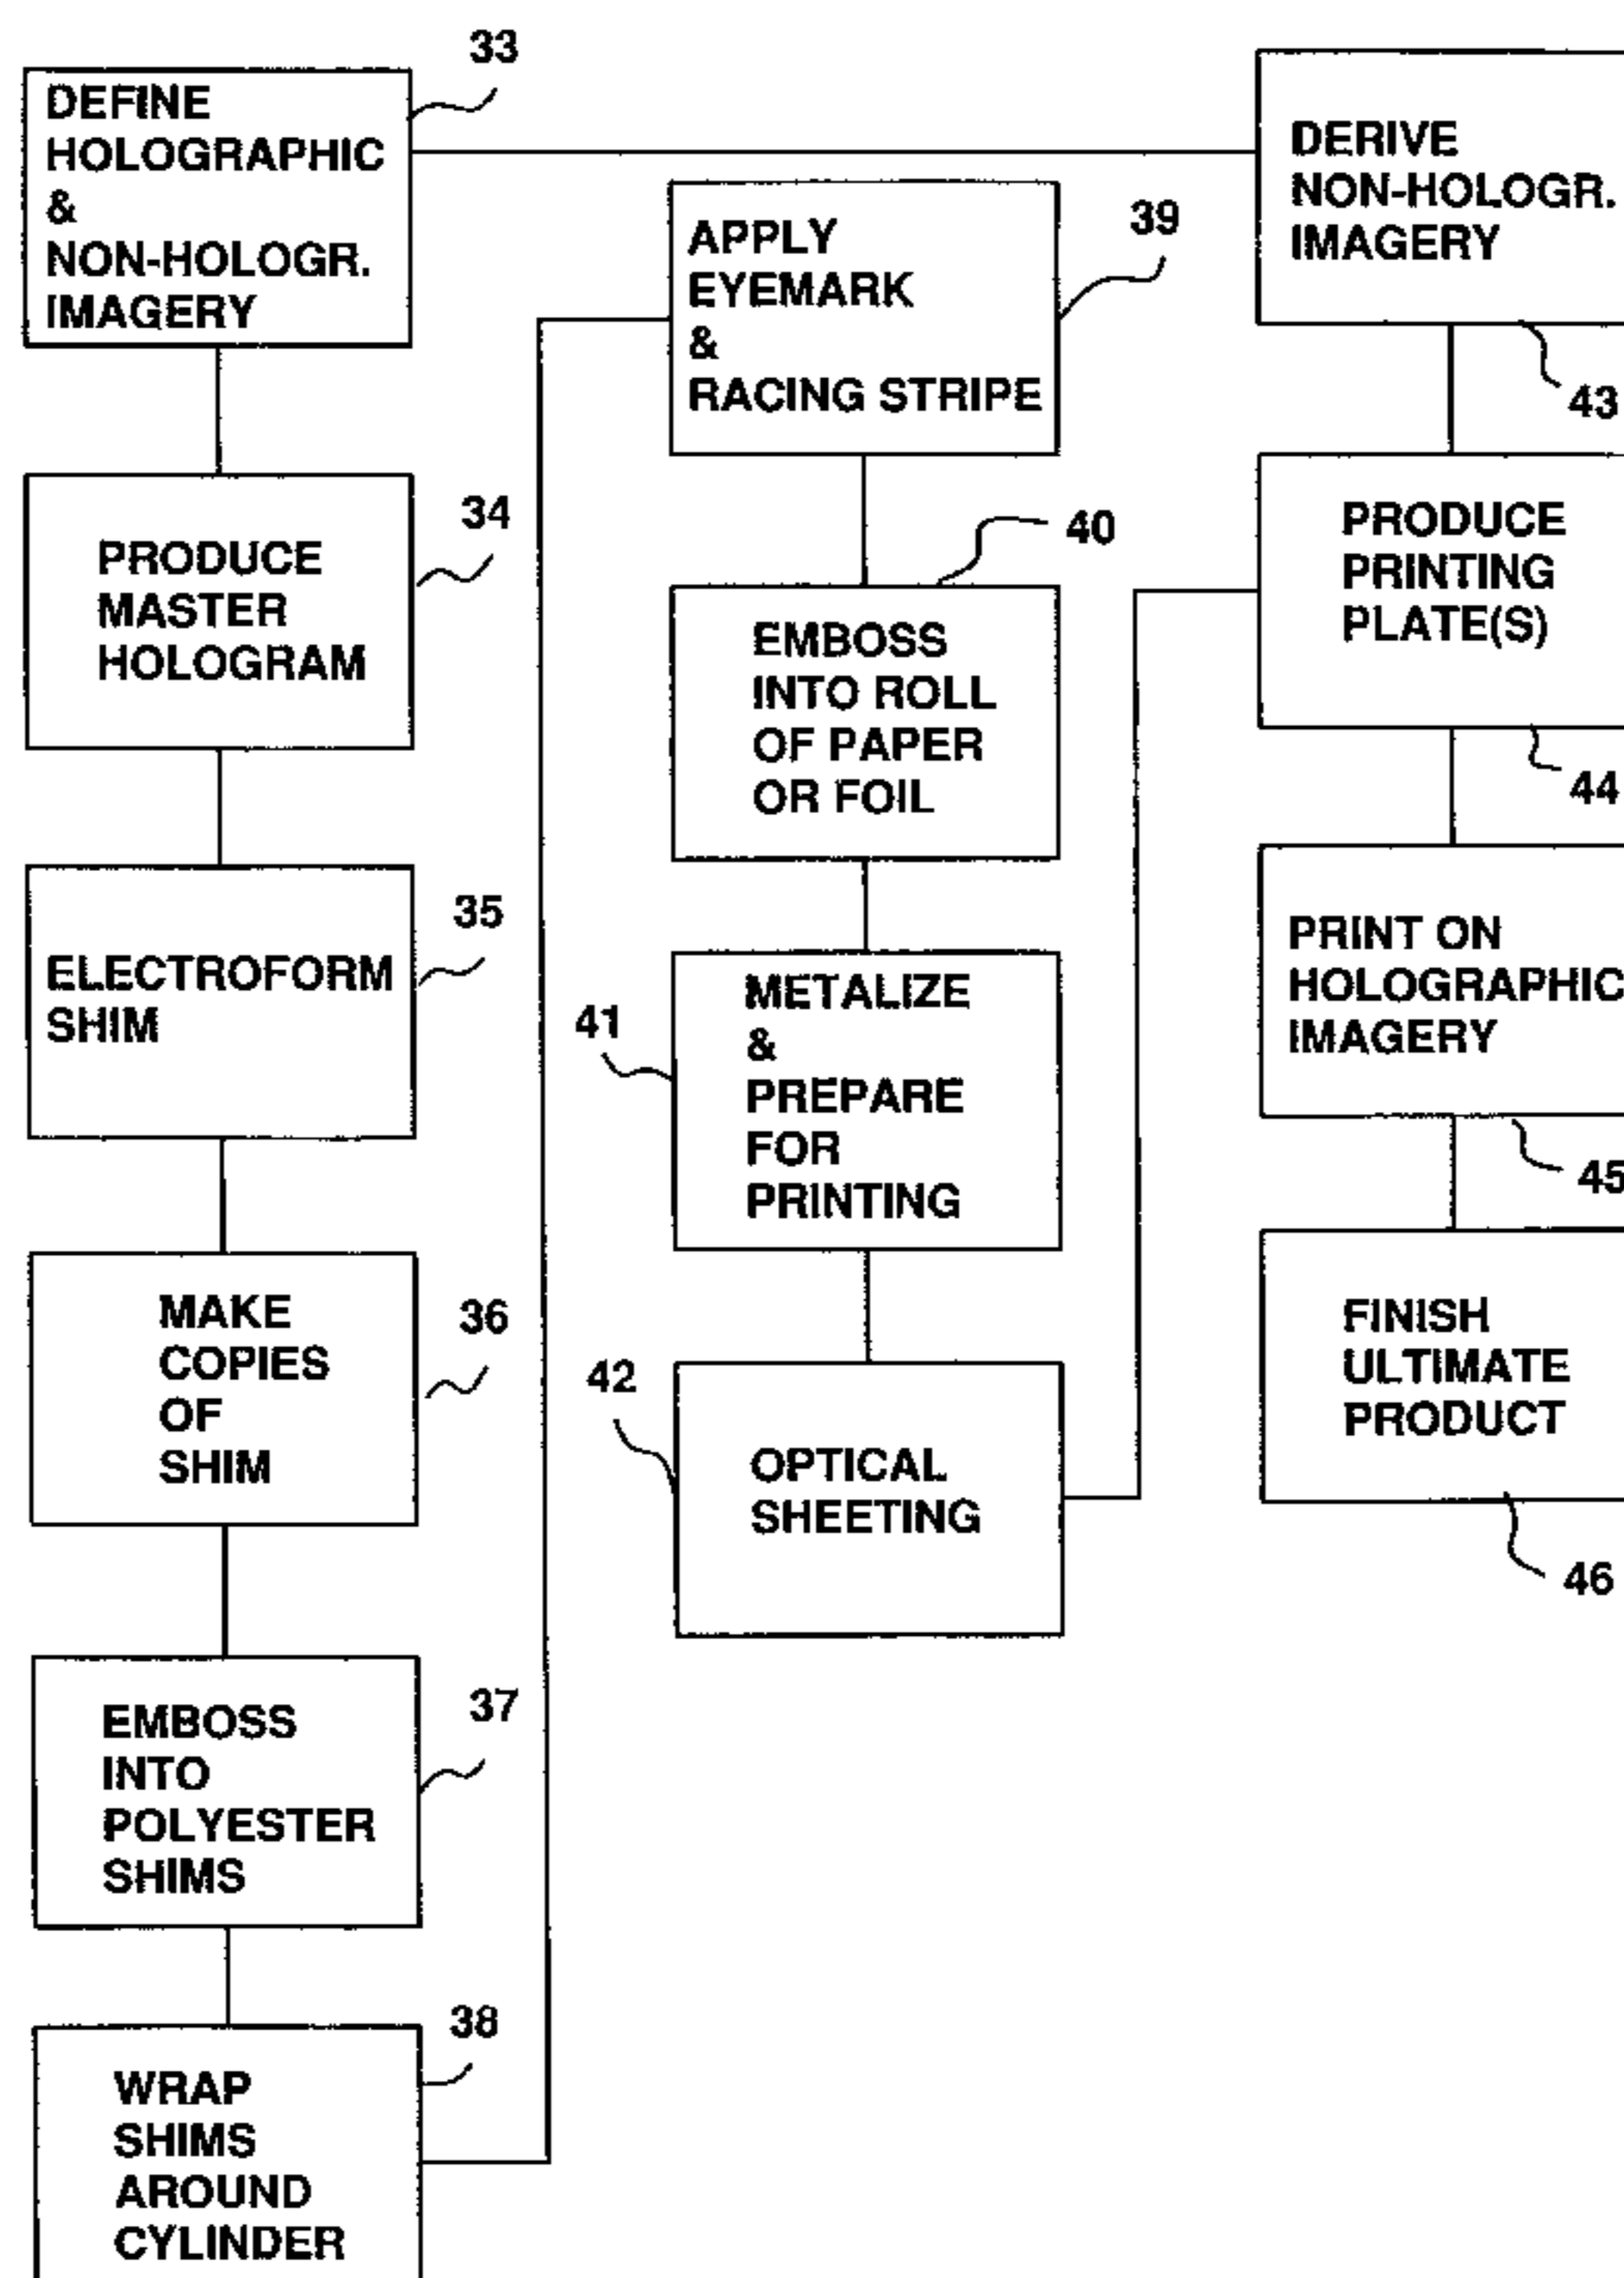 33
DEFINE
HOLOGRAPHIC
&
NON-HOLOGR.
IMAGERY
34
PRODUCE
MASTER
HOLOGRAM
35
ELECTROFORM
SHIM
36
MAKE
COPIES
OF
SHIM
37
EMBOSS
INTO
POLYESTER
SHIMS
38
WRAP
SHIMS
AROUND
CYLINDER
39
APPLY
EYEMARK
&
RACING STRIPE
40
EMBOSS
INTO ROLL
OF PAPER
OR FOIL
41
METALIZE
&
PREPARE
FOR
PRINTING
42
OPTICAL
SHEETING
DERIVE
NON-HOLOGR.
IMAGERY
43
PRODUCE
PRINTING
PLATE(S)
44
PRINT ON
HOLOGRAPHIC
IMAGERY
45
FINISH
ULTIMATE
PRODUCT
46